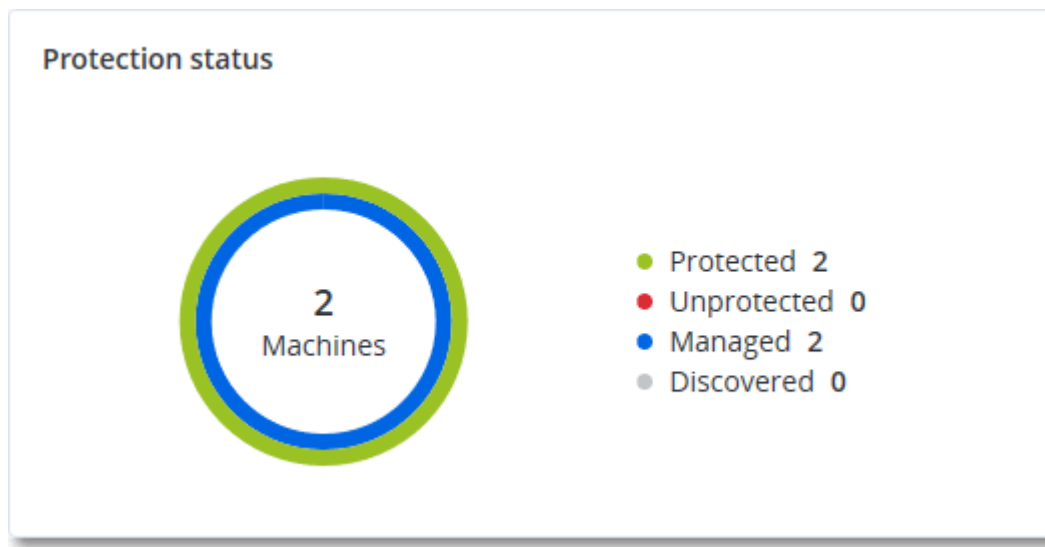 Protection status
2
Machines
Protected 2
Unprotected 0
Managed 2
Discovered 0